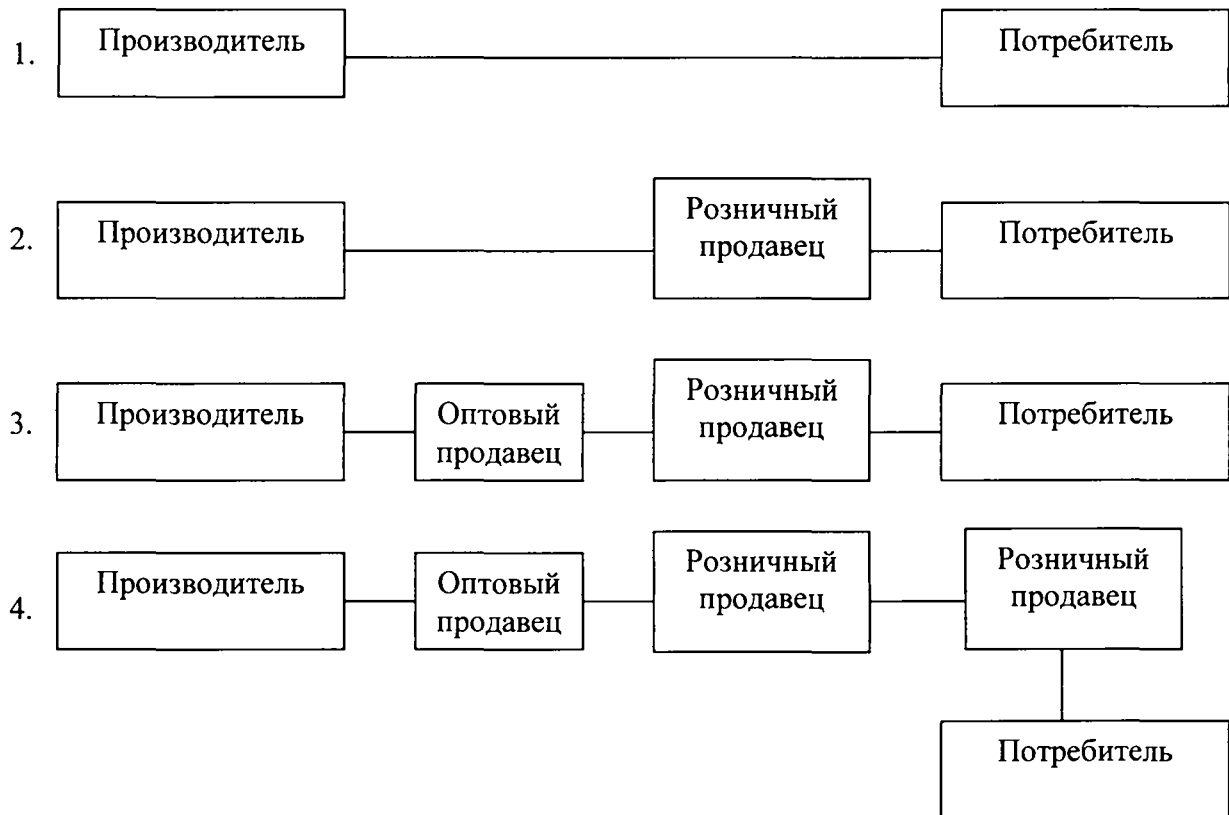 1.
Производитель
Потребитель
2.
Производитель
Розничный
продавец
Потребитель
3.
Производитель
Оптовый
продавец
Розничный
продавец
Потребитель
4.
Производитель
Оптовый
продавец
Розничный
продавец
Розничный
продавец
Потребитель